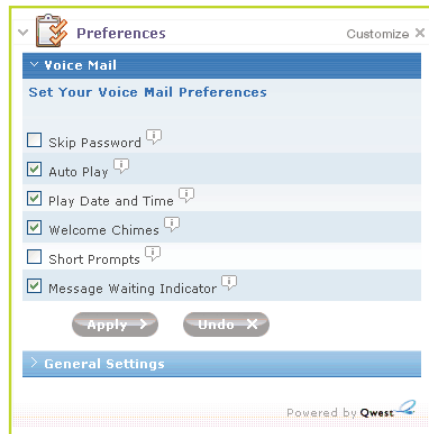 Preferences Customize X
Voice Mail
Set Your Voice Mail Preferences
Skip Password
Auto Play
Play Date and Time
Welcome Chimes
Short Prompts
Message Waiting Indicator
Apply > Undo X
> General Settings
Powered by Qwest